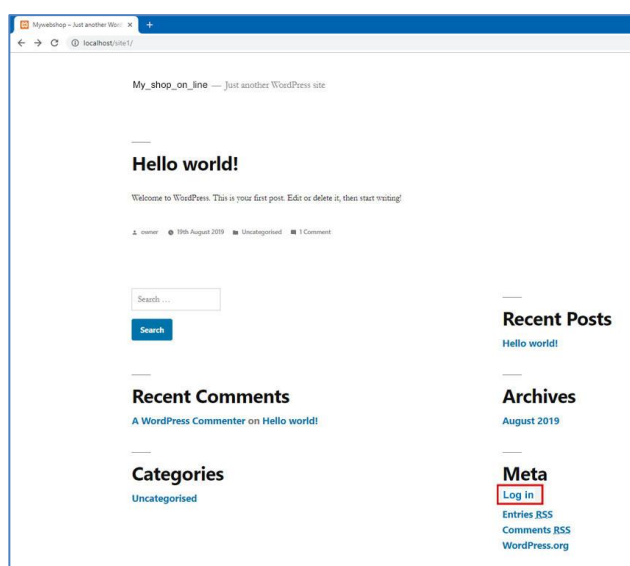 Mywebshop – Just another Word
localhost/site1/
My_shop_on_line — Just another WordPress site
Hello world!
Welcome to WordPress. This is your first post. Edit or delete it, then start writing!
owner 19th August 2019 Uncategorised 1 Comment
Search …
Search
Recent Posts
Hello world!
Recent Comments
A WordPress Commenter on Hello world!
Archives
August 2019
Categories
Uncategorised
Meta
Log in
Entries RSS
Comments RSS
WordPress.org